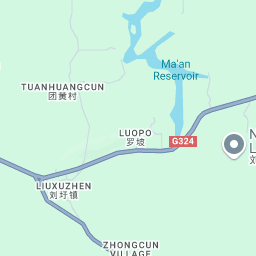 Ma'an
Reservoir
TUANHUANGCUN
团黄村
LUOPO
罗坡
G324
N
L
LIUXUZHEN
刘圩镇
ZHONGCUN
VILLAGE